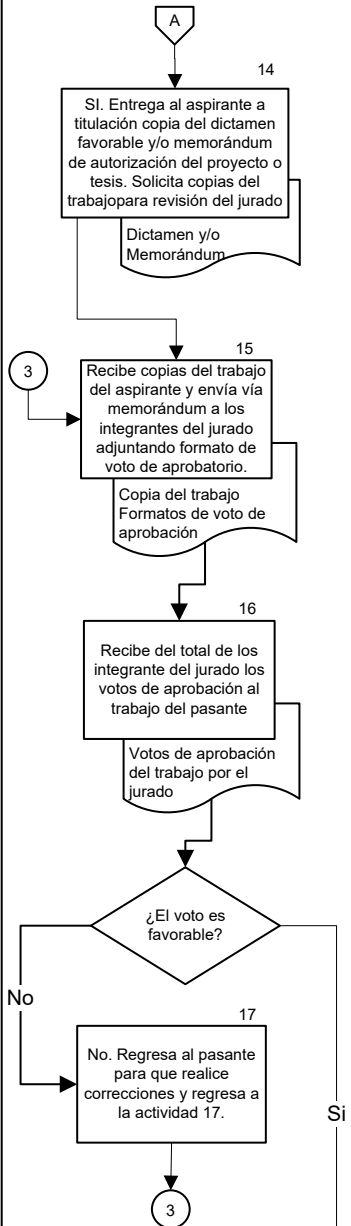 A
14
SI. Entrega al aspirante a
titulación copia del dictamen
favorable y/o memorándum
de autorización del proyecto o
tesis. Solicita copias del
trabajopara revisión del jurado
Dictamen y/o
Memorándum
15
3
Recibe copias del trabajo
del aspirante y envía vía
memorándum a los
integrantes del jurado
adjuntando formato de
voto de aprobatorio.
Copia del trabajo
Formatos de voto de
aprobación
16
Recibe del total de los
integrante del jurado los
votos de aprobación al
trabajo del pasante
Votos de aprobación
del trabajo por el
jurado
¿El voto es
favorable?
No
17
No. Regresa al pasante
para que realice
correcciones y regresa a
la actividad 17.
Si
3